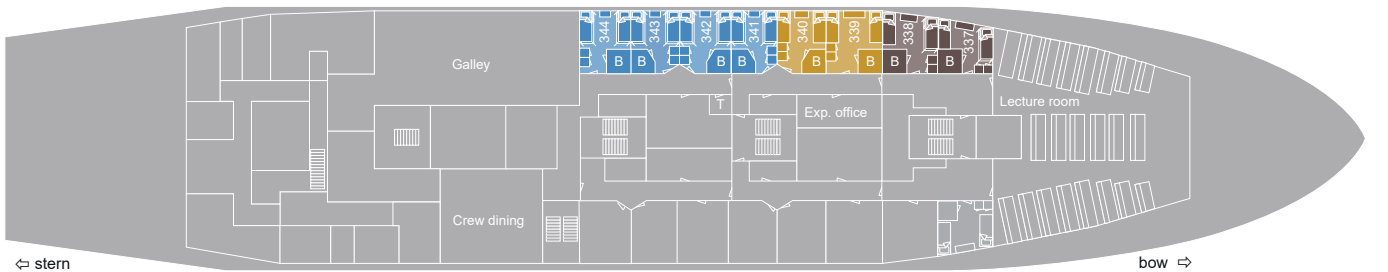 344 343 342 341 340 339 338 337
Galley
B B B B B B B B
T
Exp. office
Lecture room
Crew dining
⇦ stern
bow ⇨